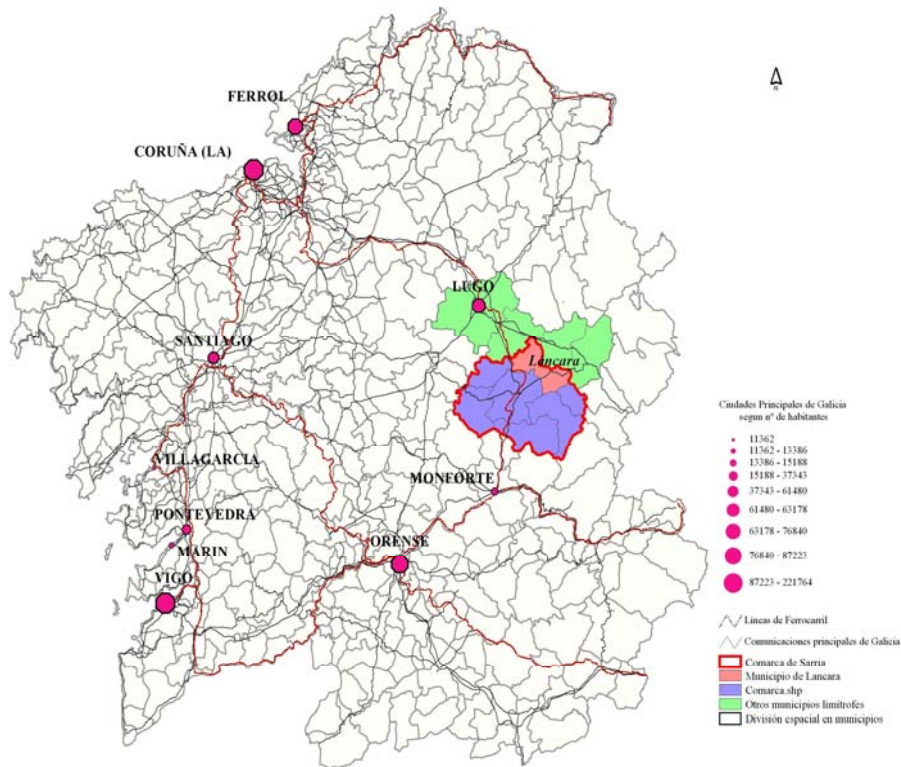 FERROL
CORUÑA (LA)
N
LUGO
SANTIAGO
Lancara
VILLAGARCIA
MONFORTE
PONTEVEDRA
MARIN
ORENSE
VIGO
Ciudades Principales de Galicia
segun nº de habitantes
11362
11362 - 13386
13386 - 15188
15188 - 37343
37343 - 61480
61480 - 63178
63178 - 76840
76840 - 87223
87223 - 221764
Lineas de Ferrocarril
Comunicaciones principales de Galicia
Comarca de Sarria
Municipio de Lancara
Comarca.shp
Otros municipios limítrofes
División espacial en municipios